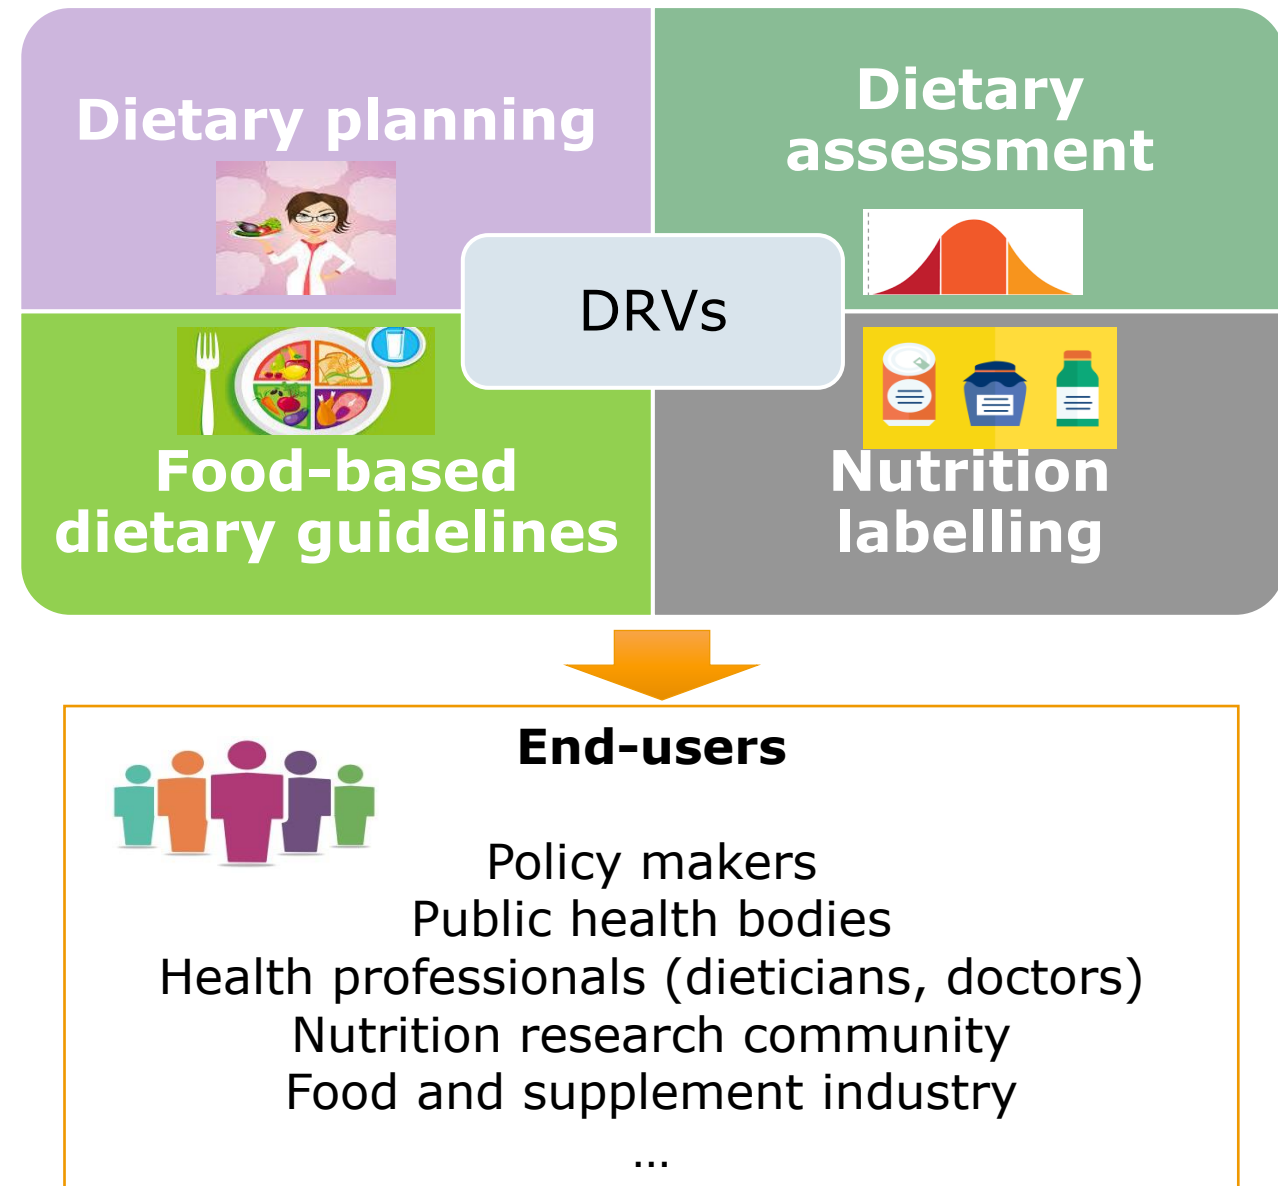 Dietary planning
Dietary
assessment
DRVs
Food-based
dietary guidelines
Nutrition
labelling
End-users
Policy makers
Public health bodies
Health professionals (dieticians, doctors)
Nutrition research community
Food and supplement industry
...